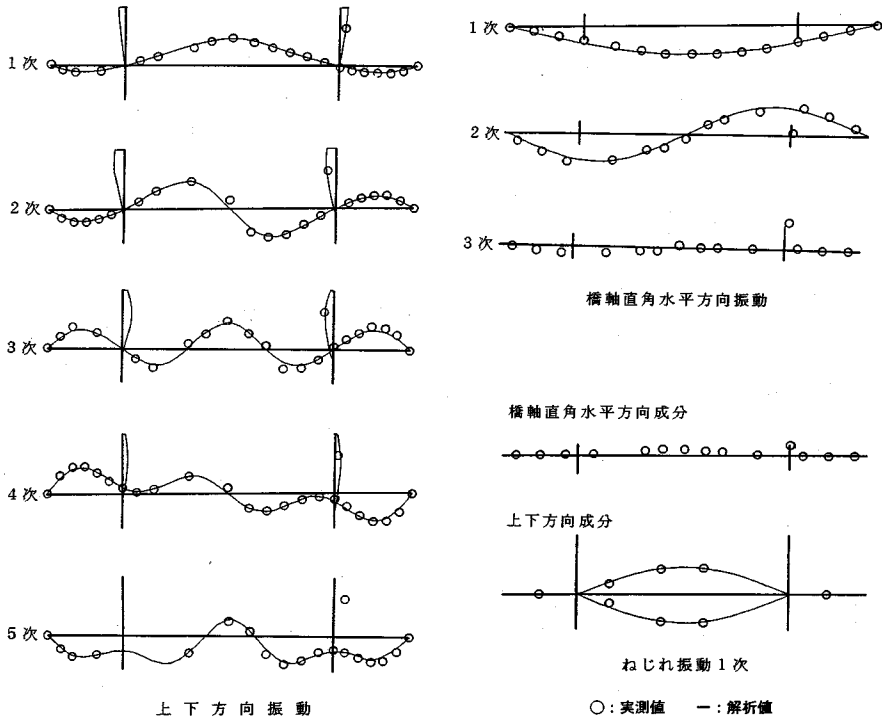 1次
2次
3次
4次
5次
上下方向振動
1次
2次
3次
橋軸直角水平方向振動
橋軸直角水平方向成分
上下方向成分
ねじれ振動1次
○:実測値 ー:解析値